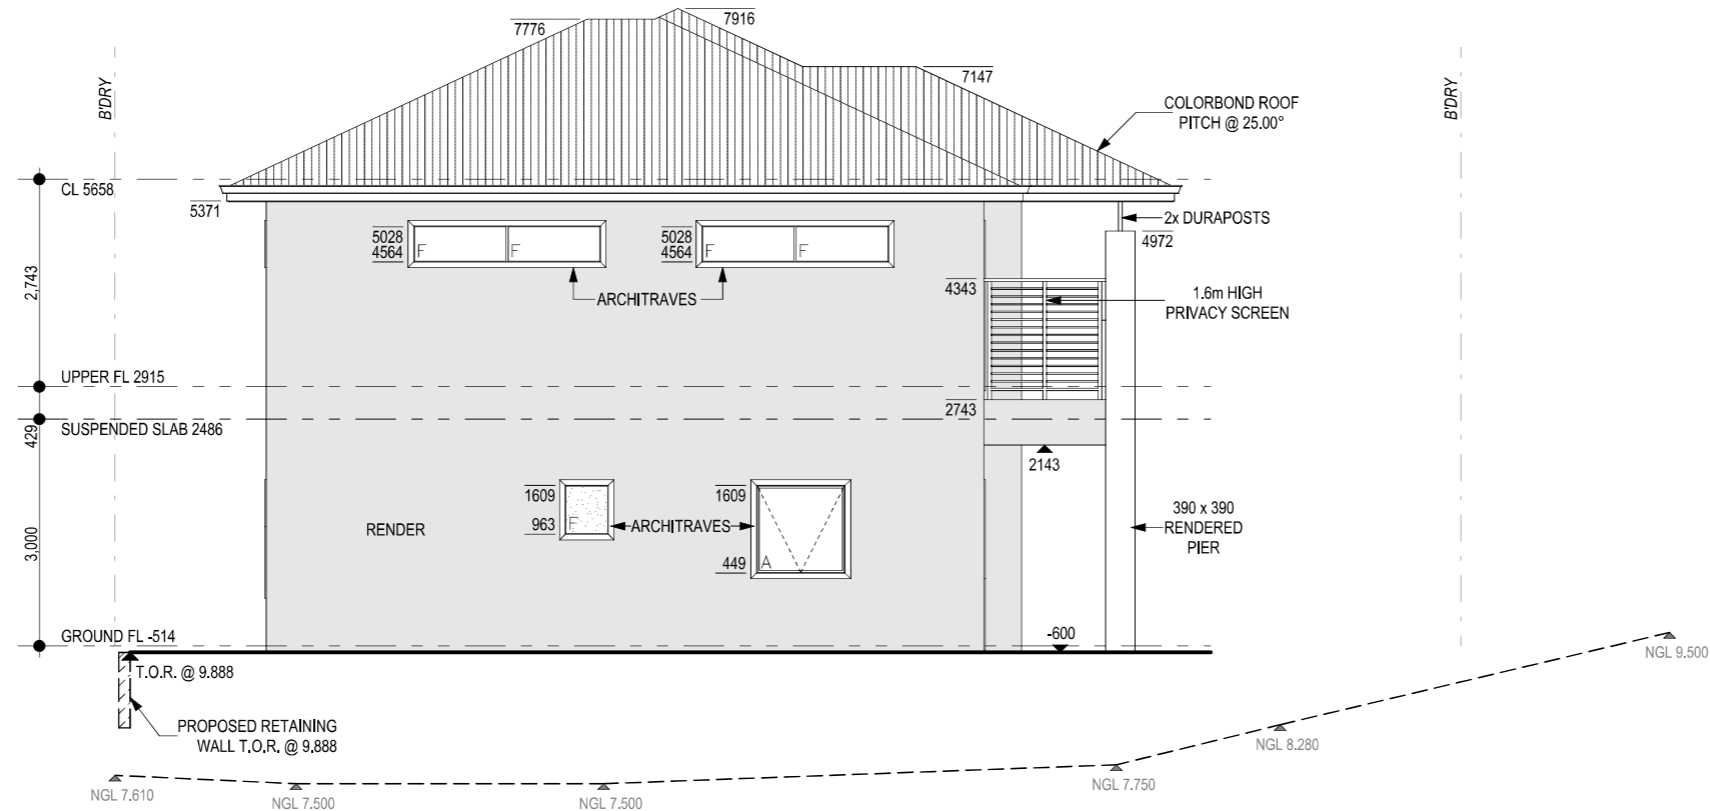 7776
7916
7147
B'DRY
B'DRY
COLORBOND ROOF
PITCH @ 25.00°
CL 5658
5371
2x DURAPOSTS
4972
5028
4564
F
F
5028
4564
F
F
ARCHITRAVES
4343
1.6m HIGH
PRIVACY SCREEN
2,743
UPPER FL 2915
2743
SUSPENDED SLAB 2486
429
2143
1609
963
F
ARCHITRAVES
1609
449
A
RENDER
390 x 390
RENDERED
PIER
3,000
GROUND FL -514
-600
T.O.R. @ 9.888
PROPOSED RETAINING
WALL T.O.R. @ 9.888
NGL 9.500
NGL 8.280
NGL 7.750
NGL 7.610
NGL 7.500
NGL 7.500